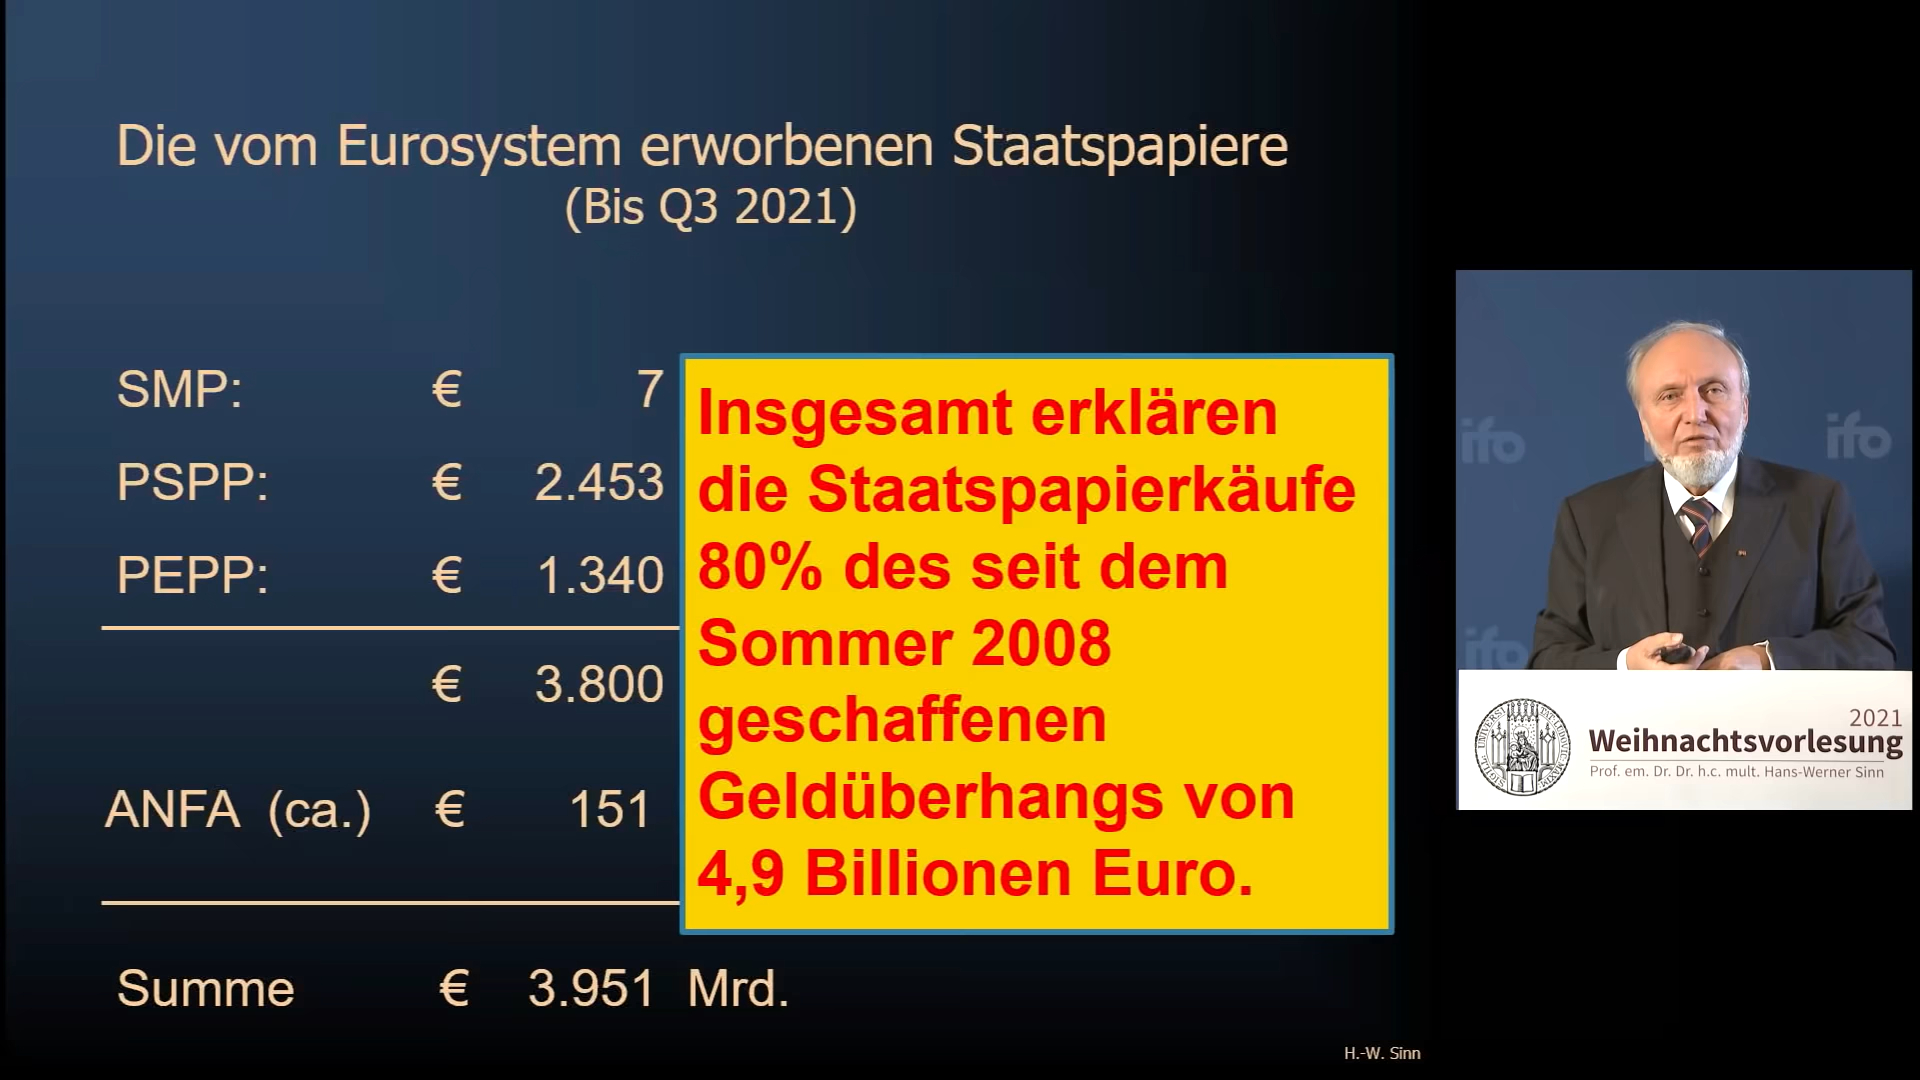 Die vom Eurosystem erworbenen Staatspapiere
(Bis Q3 2021)
SMP: € 7
PSPP: € 2.453
PEPP: € 1.340
€ 3.800
ANFA (ca.) € 151
Summe € 3.951 Mrd.
Insgesamt erklären
die Staatspapierkäufe
80% des seit dem
Sommer 2008
geschaffenen
Geldüberhangs von
4,9 Billionen Euro.
H.-W. Sinn
ifo
ifo
ifo
2021
Weihnachtsvorlesung
Prof. em. Dr. Dr. h.c. mult. Hans-Werner Sinn